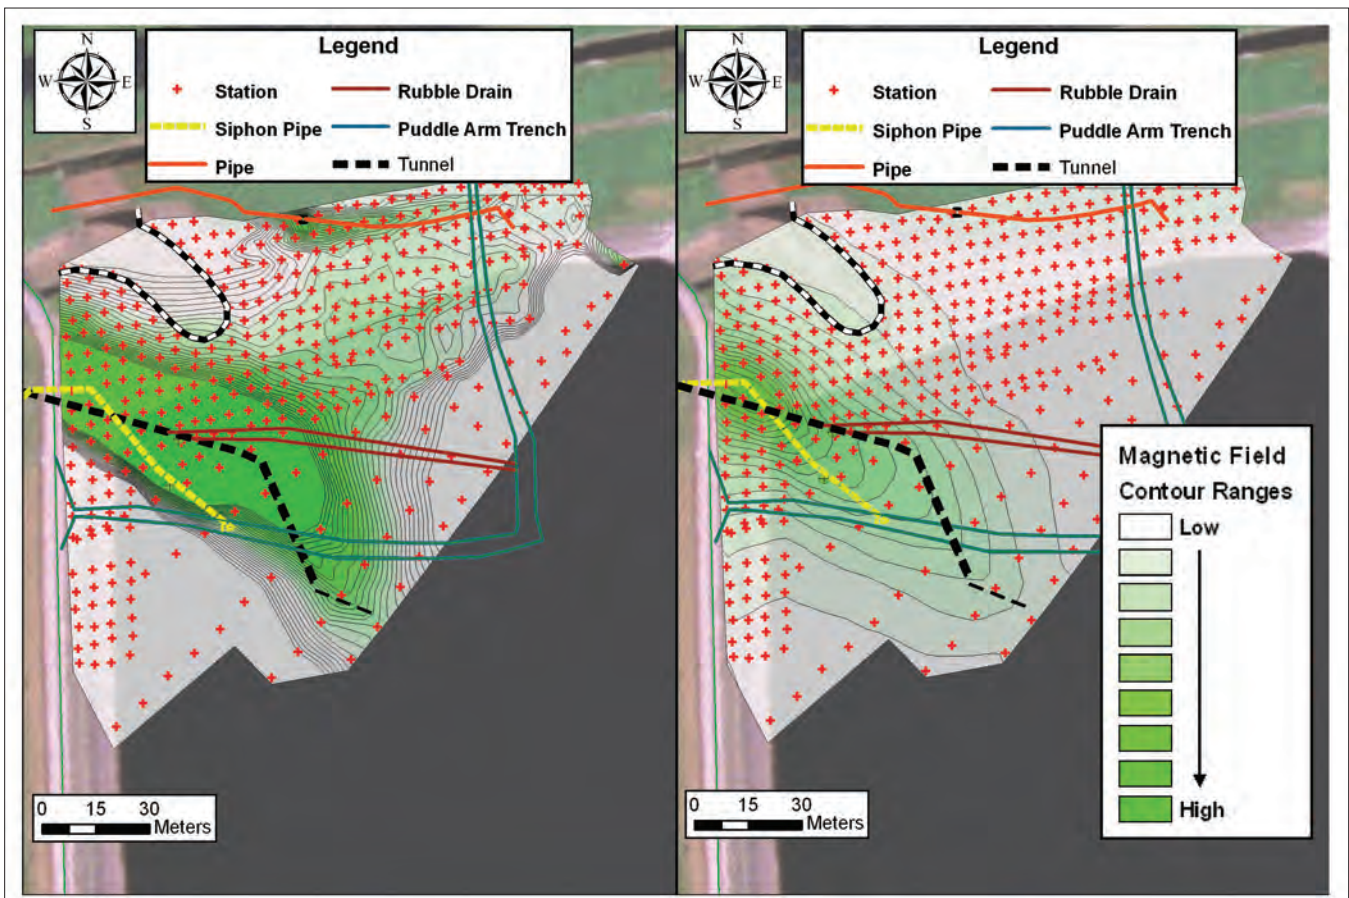 N
W E
S
Legend
Station Rubble Drain
Siphon Pipe Puddle Arm Trench
Pipe Tunnel
0 15 30
Meters
N
W E
S
Legend
Station Rubble Drain
Siphon Pipe Puddle Arm Trench
Pipe Tunnel
Magnetic Field
Contour Ranges
Low
High
0 15 30
Meters